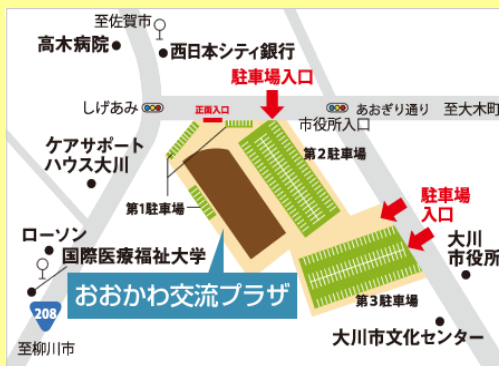 至佐賀市
高木病院
西日本シティ銀行
駐車場入口
しげあみ
正面入口
あおぎり通り
至大木町
市役所入口
ケアサポート
ハウス大川
第2駐車場
第1駐車場
駐車場
入口
ローソン
国際医療福祉大学
大川
市役所
おおかわ交流プラザ
第3駐車場
208
大川市文化センター
至柳川市